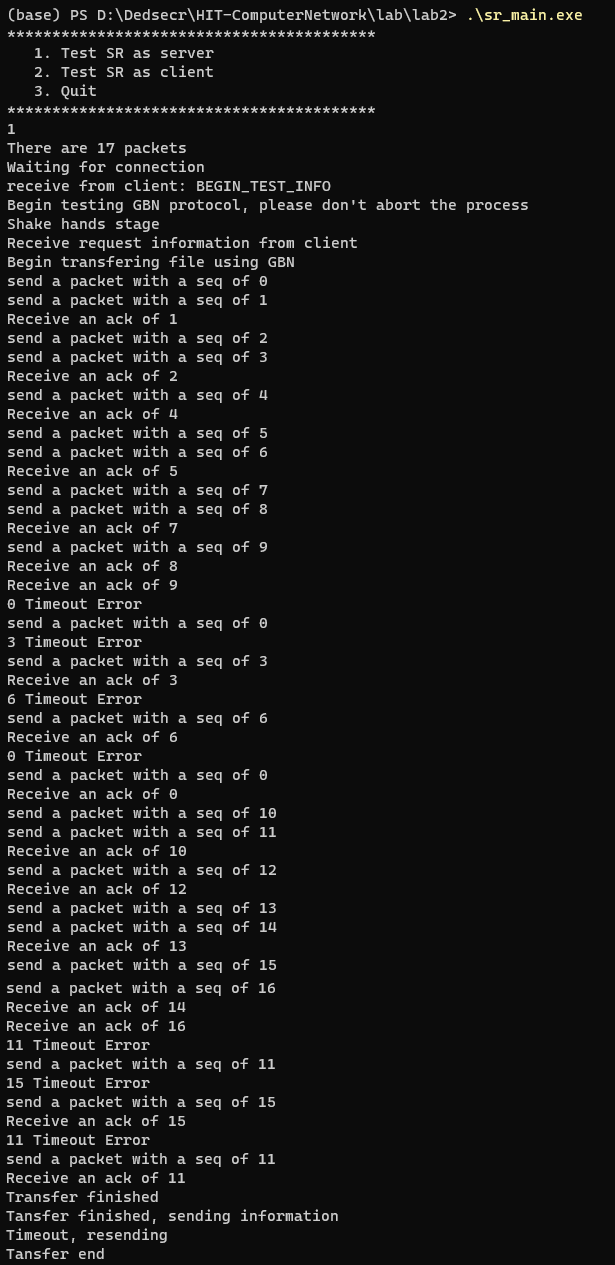 (base) PS D:\Dedsecr\HIT-ComputerNetwork\lab\lab2> .\sr_main.exe
*****************************************
   1. Test SR as server
   2. Test SR as client
   3. Quit
*****************************************
1
There are 17 packets
Waiting for connection
receive from client: BEGIN_TEST_INFO
Begin testing GBN protocol, please don't abort the process
Shake hands stage
Receive request information from client
Begin transfering file using GBN
send a packet with a seq of 0
send a packet with a seq of 1
Receive an ack of 1
send a packet with a seq of 2
send a packet with a seq of 3
Receive an ack of 2
send a packet with a seq of 4
Receive an ack of 4
send a packet with a seq of 5
send a packet with a seq of 6
Receive an ack of 5
send a packet with a seq of 7
send a packet with a seq of 8
Receive an ack of 7
send a packet with a seq of 9
Receive an ack of 8
Receive an ack of 9
0 Timeout Error
send a packet with a seq of 0
3 Timeout Error
send a packet with a seq of 3
Receive an ack of 3
6 Timeout Error
send a packet with a seq of 6
Receive an ack of 6
0 Timeout Error
send a packet with a seq of 0
Receive an ack of 0
send a packet with a seq of 10
send a packet with a seq of 11
Receive an ack of 10
send a packet with a seq of 12
Receive an ack of 12
send a packet with a seq of 13
send a packet with a seq of 14
Receive an ack of 13
send a packet with a seq of 15
send a packet with a seq of 16
Receive an ack of 14
Receive an ack of 16
11 Timeout Error
send a packet with a seq of 11
15 Timeout Error
send a packet with a seq of 15
Receive an ack of 15
11 Timeout Error
send a packet with a seq of 11
Receive an ack of 11
Transfer finished
Tansfer finished, sending information
Timeout, resending
Tansfer end